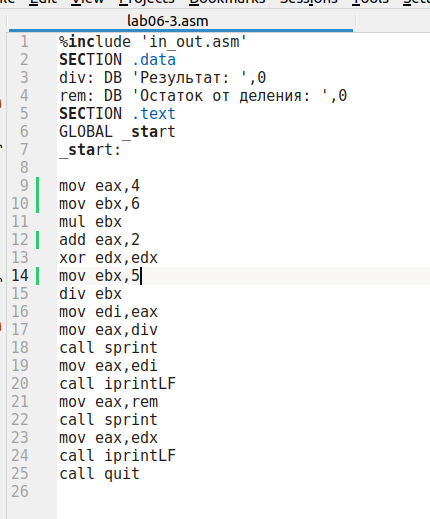 Edit View Projects Bookmarks Sessions Tools
lab06-3.asm
1 %include 'in_out.asm'
2 SECTION .data
3 div: DB 'Результат: ',0
4 rem: DB 'Остаток от деления: ',0
5 SECTION .text
6 GLOBAL _start
7 _start:
8
9 mov eax,4
10 mov ebx,6
11 mul ebx
12 add eax,2
13 xor edx,edx
14 mov ebx,5
15 div ebx
16 mov edi,eax
17 mov eax,div
18 call sprint
19 mov eax,edi
20 call iprintLF
21 mov eax,rem
22 call sprint
23 mov eax,edx
24 call iprintLF
25 call quit
26